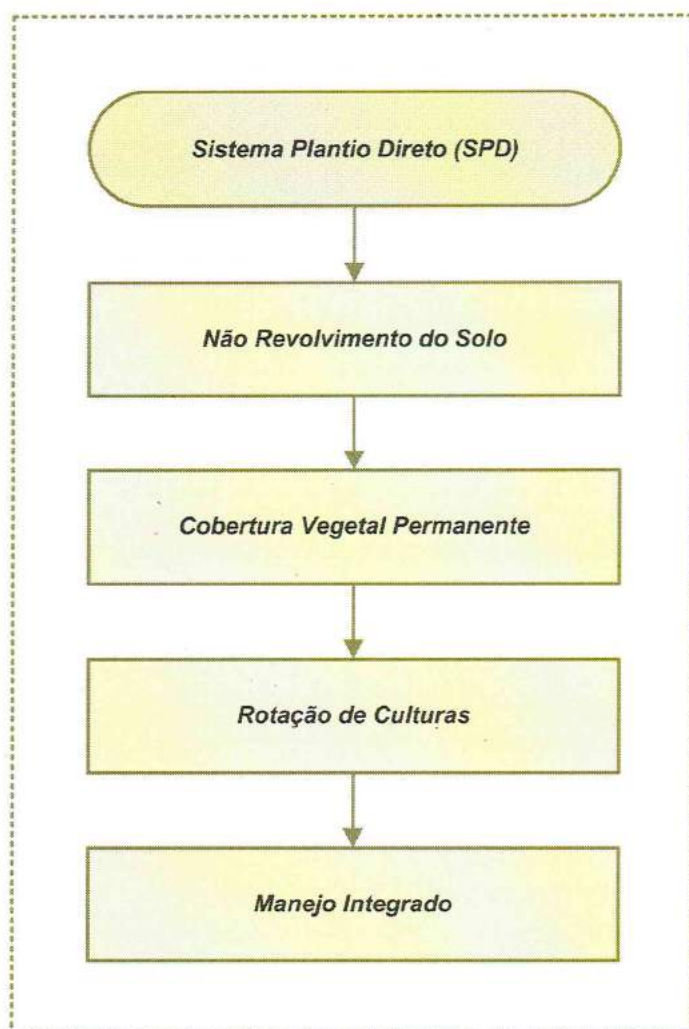 Sistema Plantio Direto (SPD)
Não Revolvimento do Solo
Cobertura Vegetal Permanente
Rotação de Culturas
Manejo Integrado